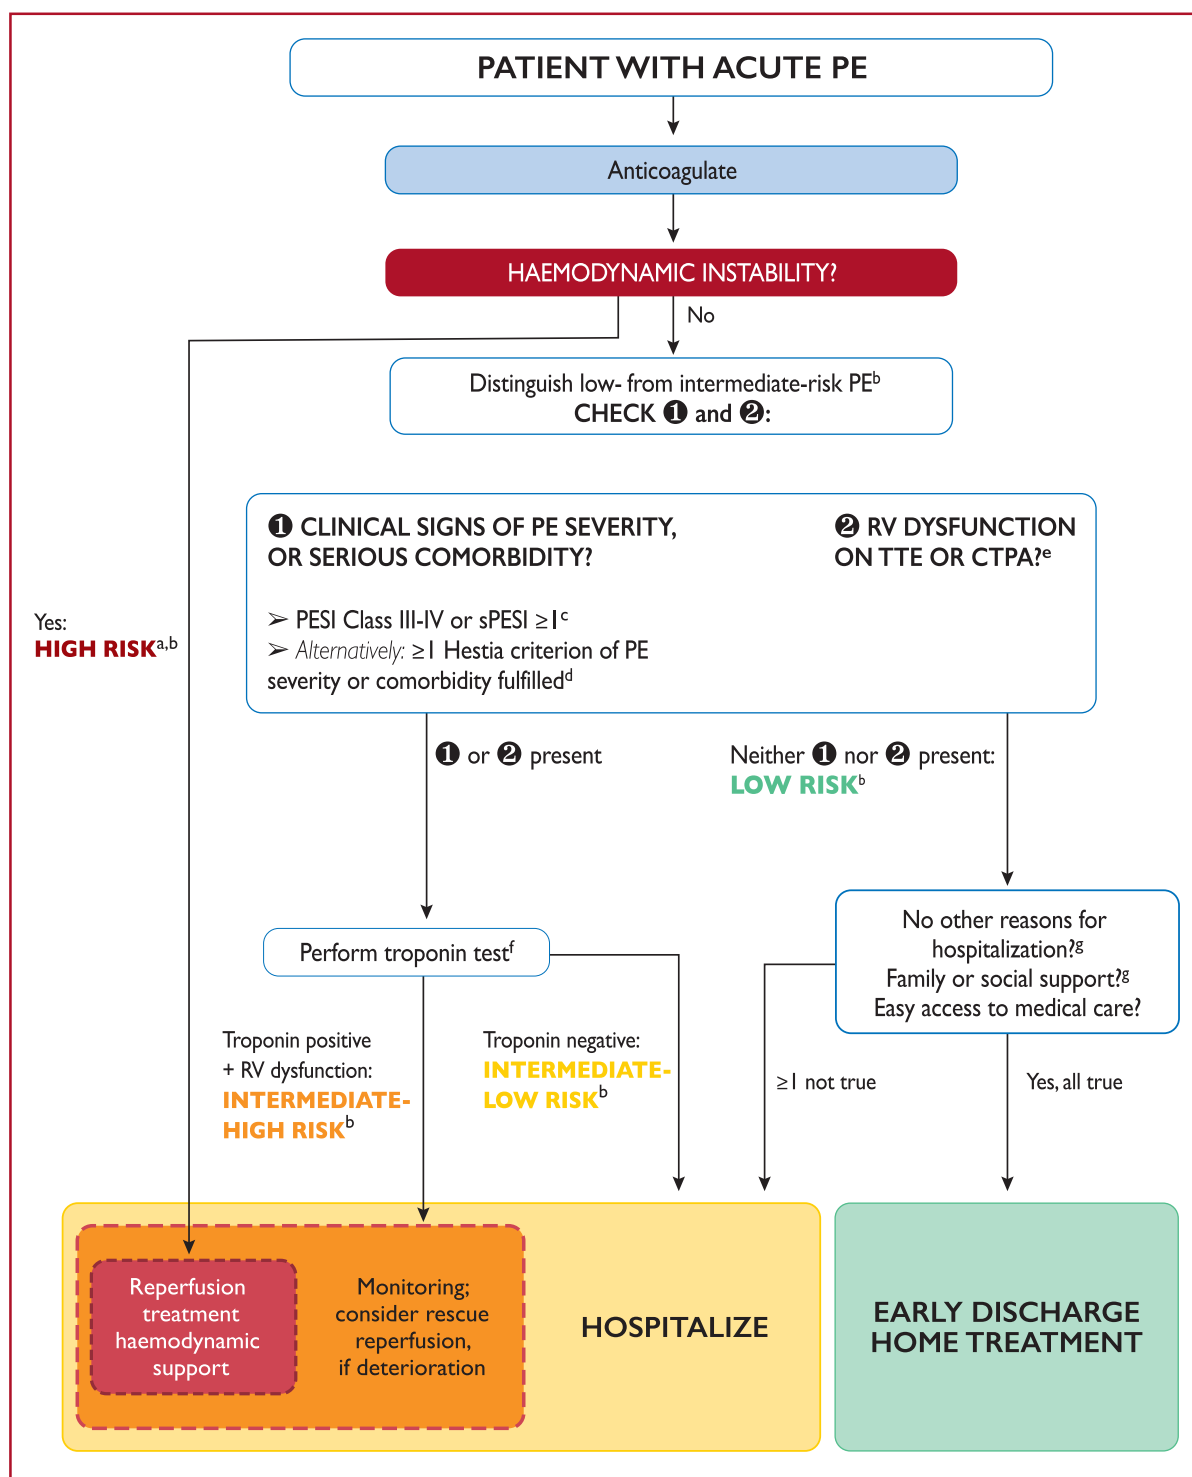 PATIENT WITH ACUTE PE
Anticoagulate
HAEMODYNAMIC INSTABILITY?
No
Distinguish low- from intermediate-risk PEᵇ
CHECK ❶ and ❷:
❶ CLINICAL SIGNS OF PE SEVERITY,
OR SERIOUS COMORBIDITY?
➢ PESI Class III-IV or sPESI ≥1ᶜ
➢ Alternatively: ≥1 Hestia criterion of PE
severity or comorbidity fulfilledᵈ
❷ RV DYSFUNCTION
ON TTE OR CTPA?ᵉ
Yes:
HIGH RISKᵃ,ᵇ
❶ or ❷ present
Neither ❶ nor ❷ present:
LOW RISKᵇ
No other reasons for
hospitalization?ᵍ
Family or social support?ᵍ
Easy access to medical care?
Perform troponin testᶠ
Troponin positive
+ RV dysfunction:
INTERMEDIATE-
HIGH RISKᵇ
Troponin negative:
INTERMEDIATE-
LOW RISKᵇ
≥1 not true
Yes, all true
Reperfusion
treatment
haemodynamic
support
Monitoring;
consider rescue
reperfusion,
if deterioration
HOSPITALIZE
EARLY DISCHARGE
HOME TREATMENT